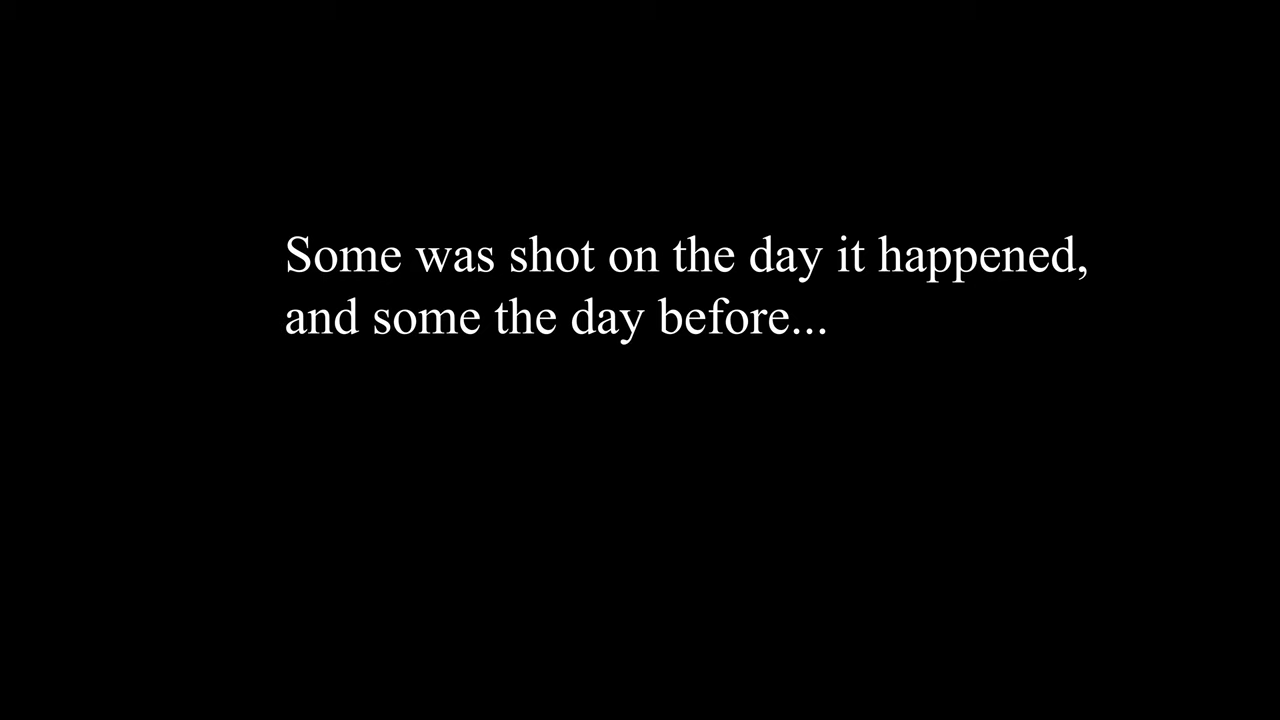 Some was shot on the day it happened,
and some the day before...